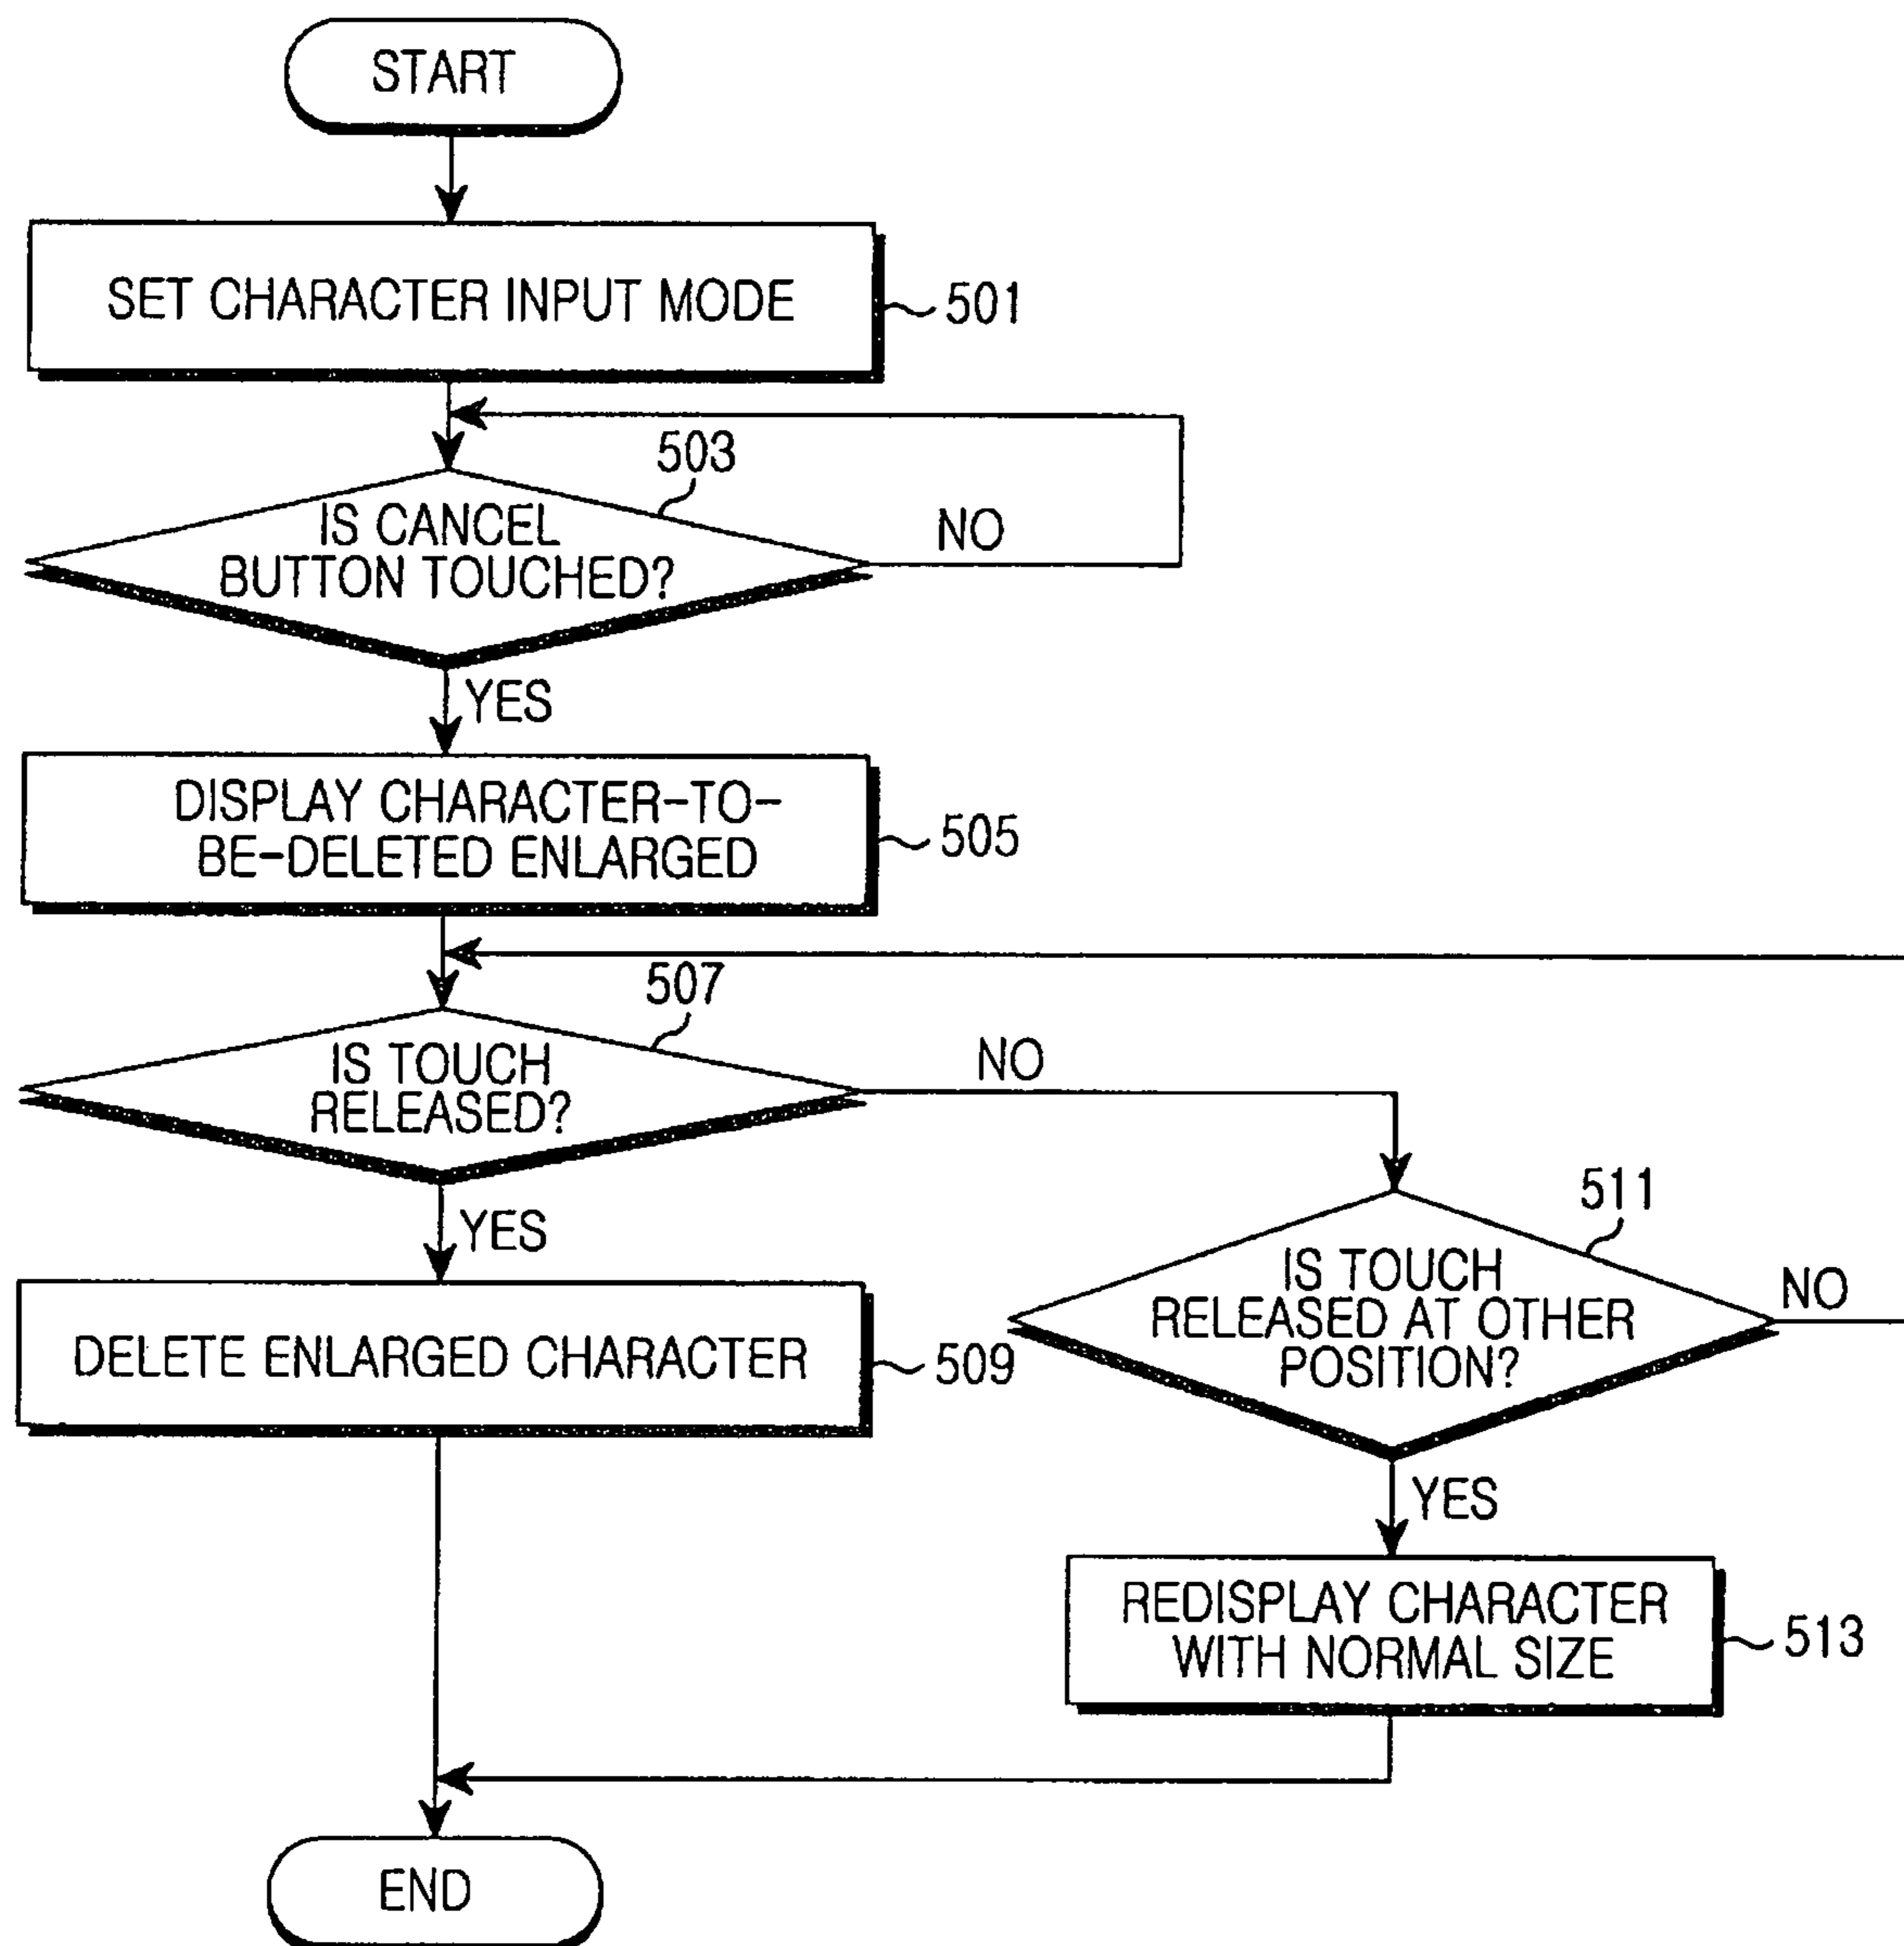 START
SET CHARACTER INPUT MODE
501
503
IS CANCEL
BUTTON TOUCHED?
NO
YES
DISPLAY CHARACTER-TO-
BE-DELETED ENLARGED
505
507
IS TOUCH
RELEASED?
NO
YES
511
IS TOUCH
RELEASED AT OTHER
POSITION?
NO
DELETE ENLARGED CHARACTER
509
YES
REDISPLAY CHARACTER
WITH NORMAL SIZE
513
END